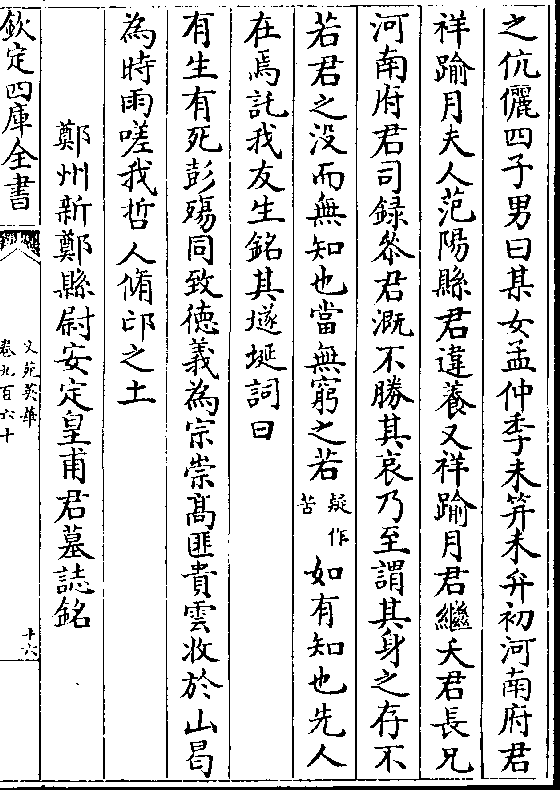 之伉儷四子男曰某女孟仲季未笄未弁初河南府君
祥踰月夫人范陽縣君違養又祥踰月君繼夭君長兄
河南府君司録叅君溉不勝其哀乃至謂其身之存不
若君之没而無知也當無窮之若疑作苦如有知也先人
在焉託我友生銘其墬埏詞曰
有生有死彭殤同致徳義為宗崇髙匪貴雲收於山曷
為時雨嗟我哲人脩邙之土
鄭州新鄭縣尉安定皇甫君墓誌銘
欽定四庫全書
文苑英華
卷九百六十
十六